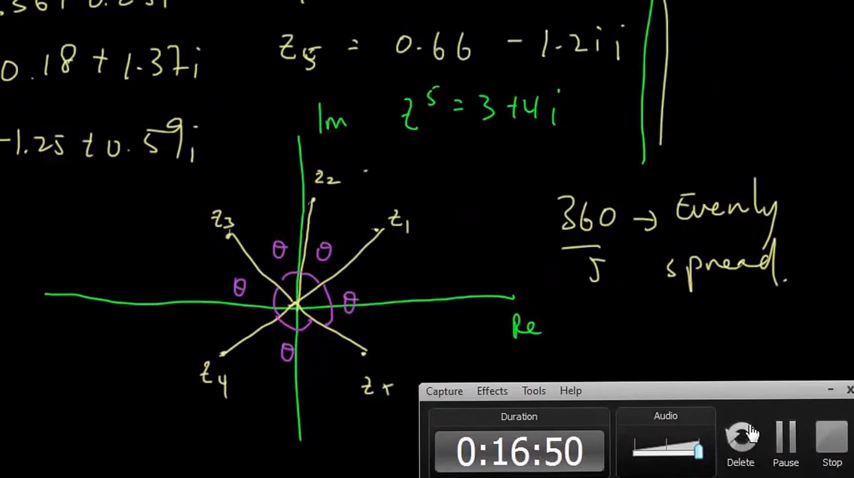 0.18 + 1.37i
z5 = 0.66 - 1.2i i
-1.25 + 0.59i
Im
z^5 = 3+4i
z2
z3
z1
θ θ
θ θ
θ
z4
z5
Re
360 → Evenly
5 spread.
Capture Effects Tools Help
Duration
0:16:50
Audio
Delete Pause Stop